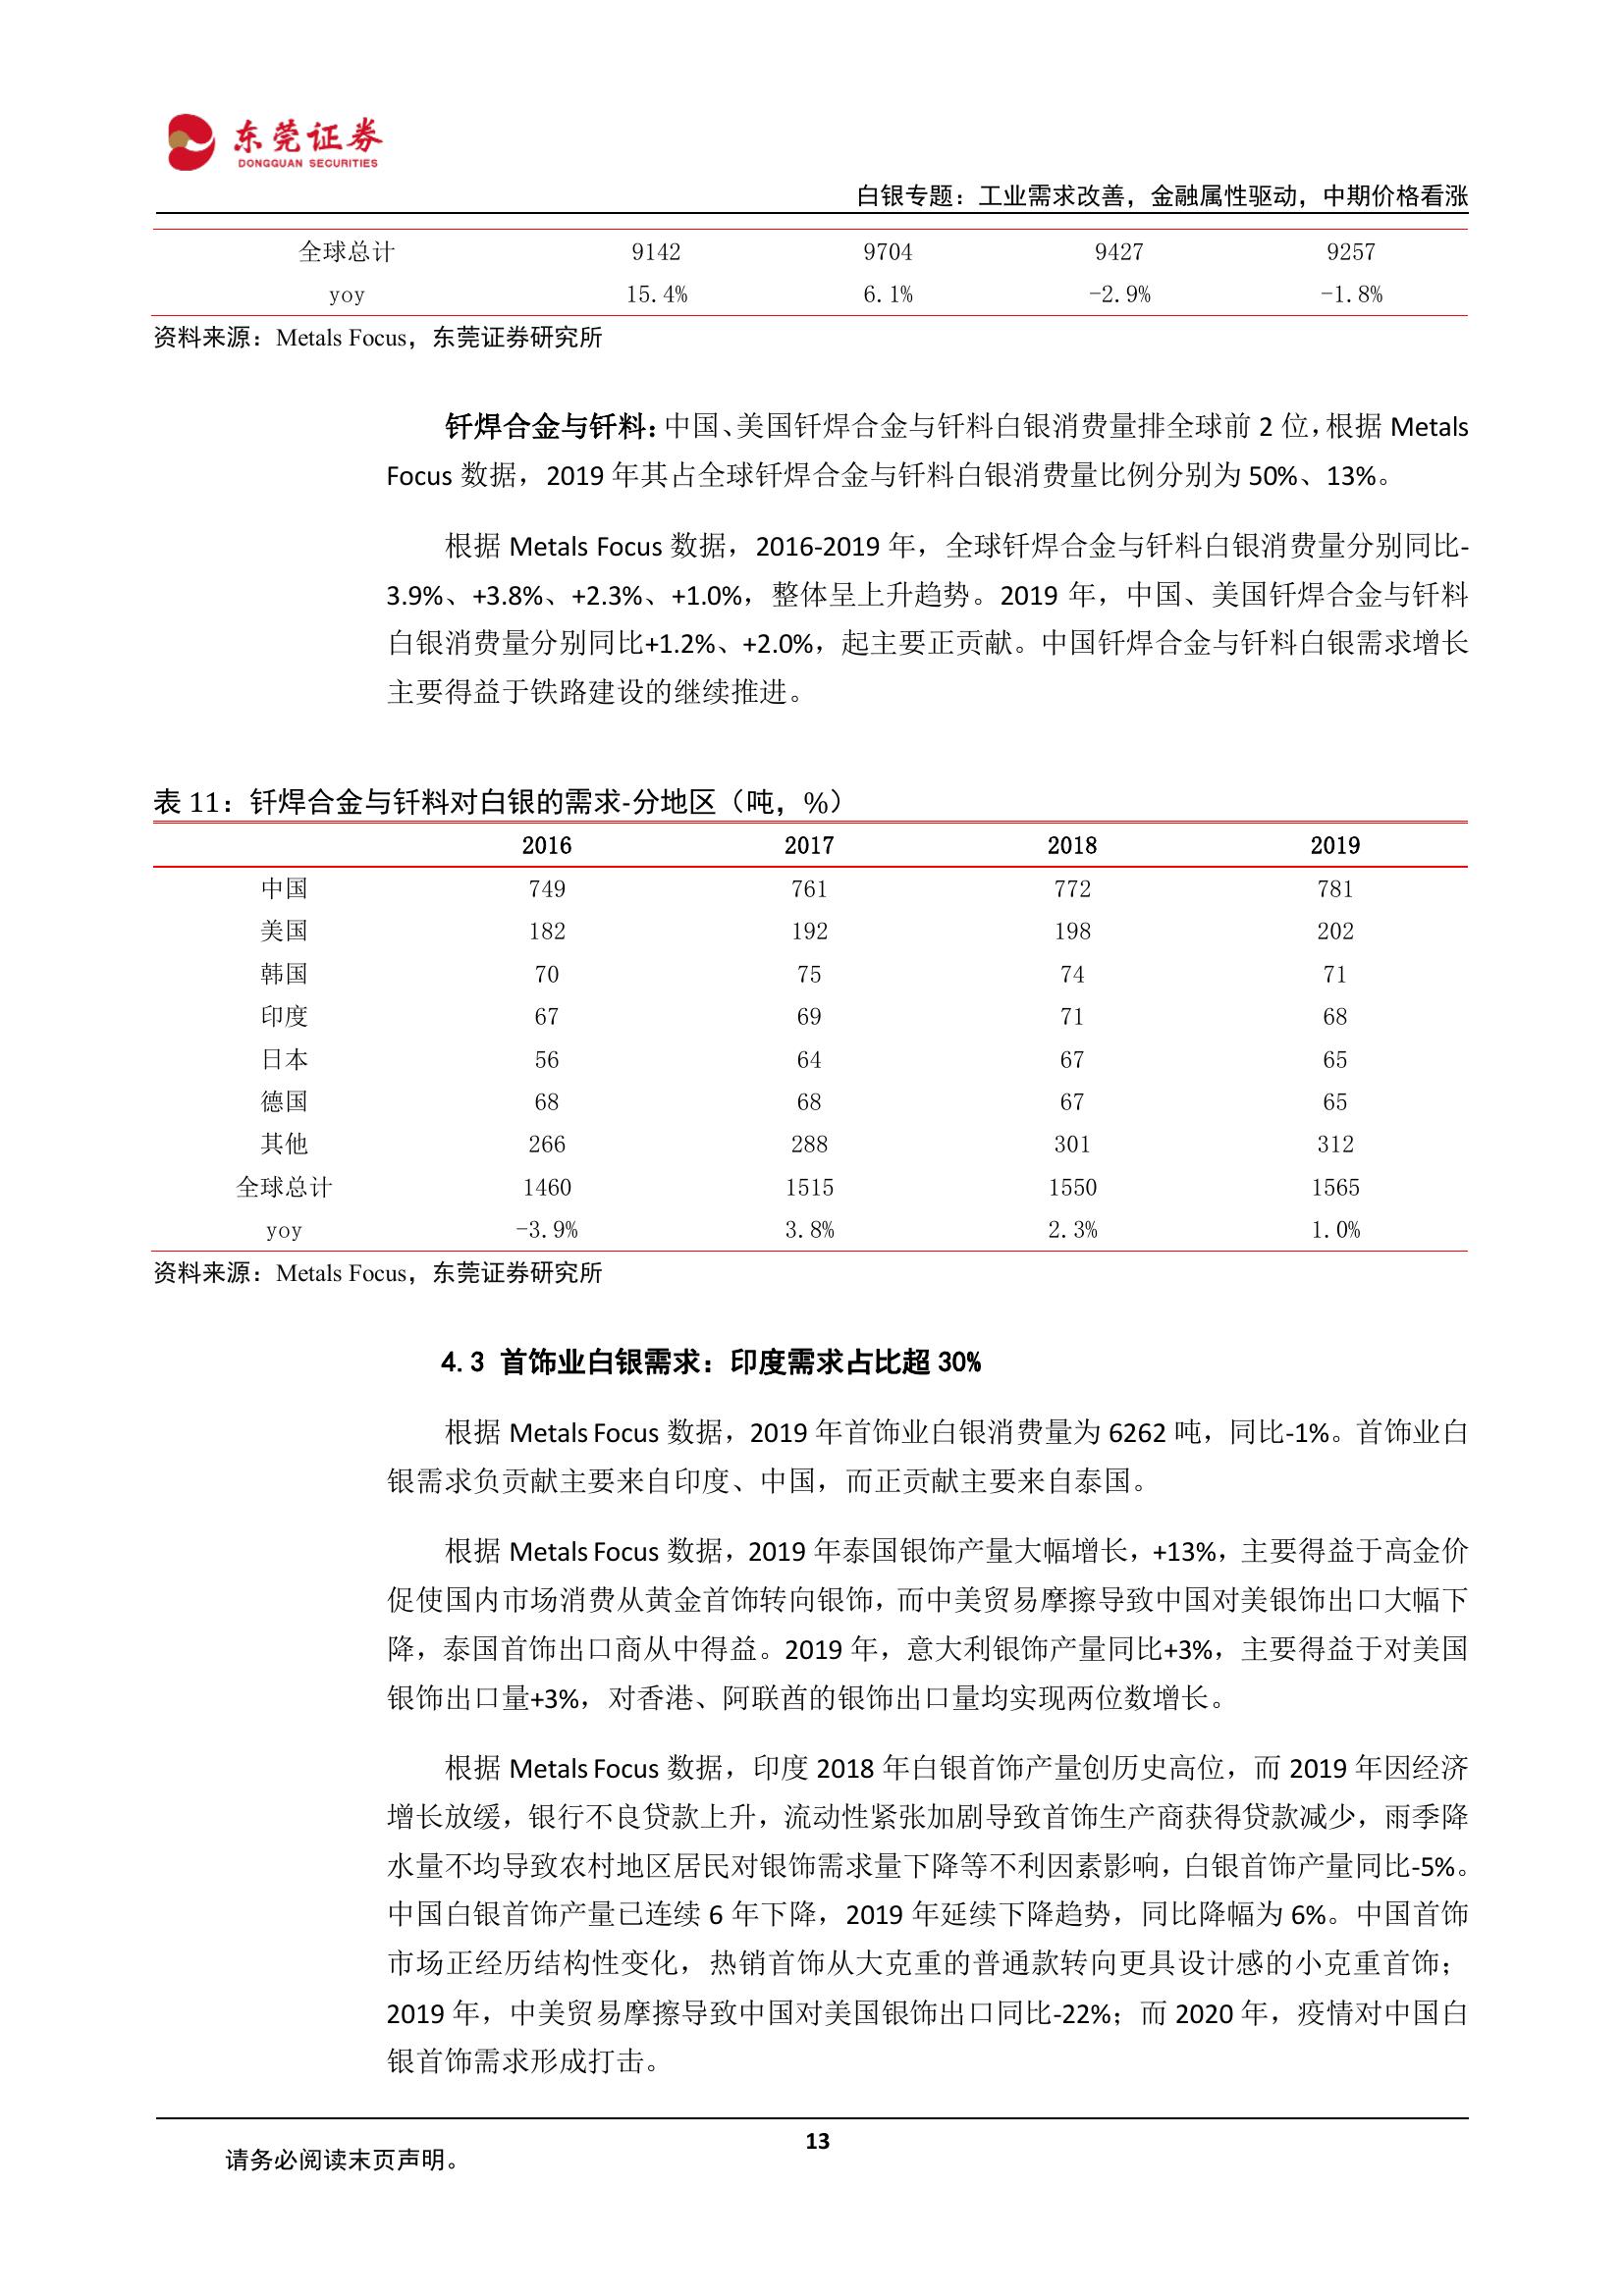 东莞证券
DONGGUAN SECURITIES
白银专题：工业需求改善，金融属性驱动，中期价格看涨
全球总计 9142 9704 9427 9257
yoy 15.4% 6.1% -2.9% -1.8%
资料来源：Metals Focus，东莞证券研究所
钎焊合金与钎料：中国、美国钎焊合金与钎料白银消费量排全球前 2 位，根据 Metals
Focus 数据，2019 年其占全球钎焊合金与钎料白银消费量比例分别为 50%、13%。
根据 Metals Focus 数据，2016-2019 年，全球钎焊合金与钎料白银消费量分别同比-
3.9%、+3.8%、+2.3%、+1.0%，整体呈上升趋势。2019 年，中国、美国钎焊合金与钎料
白银消费量分别同比+1.2%、+2.0%，起主要正贡献。中国钎焊合金与钎料白银需求增长
主要得益于铁路建设的继续推进。
表 11：钎焊合金与钎料对白银的需求-分地区（吨，%）
2016 2017 2018 2019
中国 749 761 772 781
美国 182 192 198 202
韩国 70 75 74 71
印度 67 69 71 68
日本 56 64 67 65
德国 68 68 67 65
其他 266 288 301 312
全球总计 1460 1515 1550 1565
yoy -3.9% 3.8% 2.3% 1.0%
资料来源：Metals Focus，东莞证券研究所
4.3 首饰业白银需求：印度需求占比超 30%
根据 Metals Focus 数据，2019 年首饰业白银消费量为 6262 吨，同比-1%。首饰业白
银需求负贡献主要来自印度、中国，而正贡献主要来自泰国。
根据 Metals Focus 数据，2019 年泰国银饰产量大幅增长，+13%，主要得益于高金价
促使国内市场消费从黄金首饰转向银饰，而中美贸易摩擦导致中国对美银饰出口大幅下
降，泰国首饰出口商从中得益。2019 年，意大利银饰产量同比+3%，主要得益于对美国
银饰出口量+3%，对香港、阿联酋的银饰出口量均实现两位数增长。
根据 Metals Focus 数据，印度 2018 年白银首饰产量创历史高位，而 2019 年因经济
增长放缓，银行不良贷款上升，流动性紧张加剧导致首饰生产商获得贷款减少，雨季降
水量不均导致农村地区居民对银饰需求量下降等不利因素影响，白银首饰产量同比-5%。
中国白银首饰产量已连续 6 年下降，2019 年延续下降趋势，同比降幅为 6%。中国首饰
市场正经历结构性变化，热销首饰从大克重的普通款转向更具设计感的小克重首饰；
2019 年，中美贸易摩擦导致中国对美国银饰出口同比-22%；而 2020 年，疫情对中国白
银首饰需求形成打击。
13
请务必阅读末页声明。